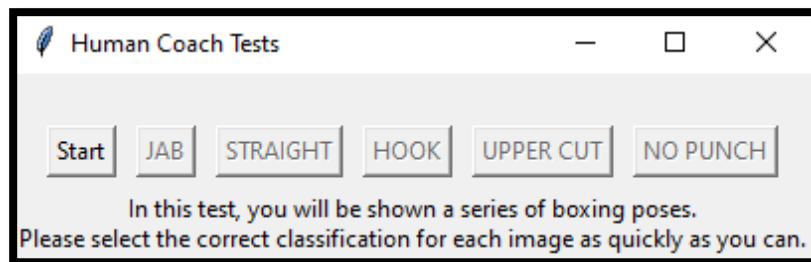 Human Coach Tests
Start JAB STRAIGHT HOOK UPPER CUT NO PUNCH
In this test, you will be shown a series of boxing poses.
Please select the correct classification for each image as quickly as you can.